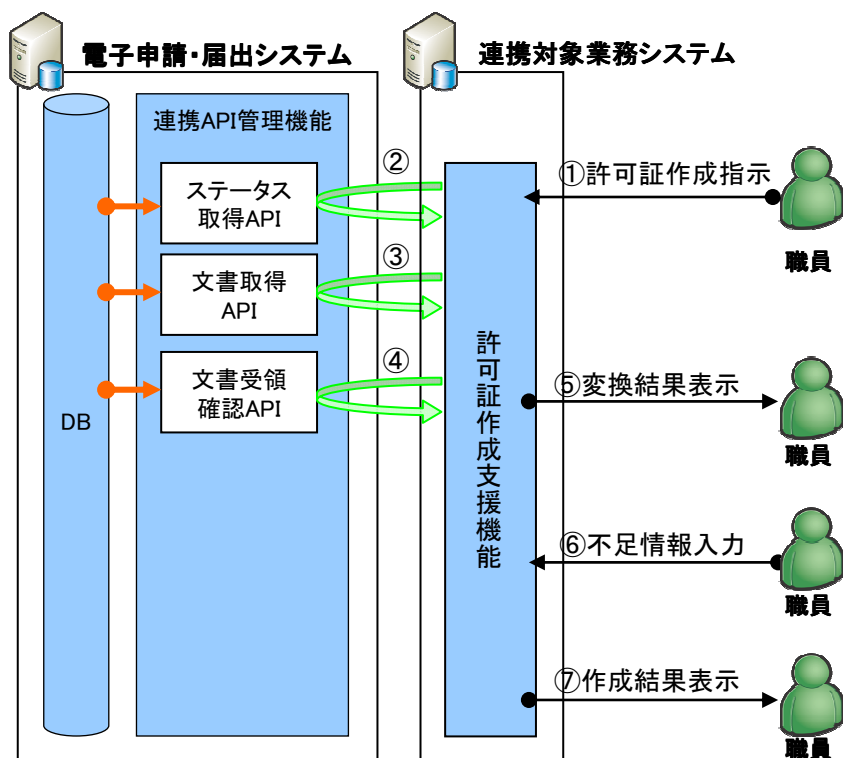 電子申請・届出システム
連携対象業務システム
連携API管理機能
ステータス
取得API
文書取得
API
文書受領
確認API
DB
②
③
④
許可証作成支援機能
①許可証作成指示
職員
⑤変換結果表示
職員
⑥不足情報入力
職員
⑦作成結果表示
職員